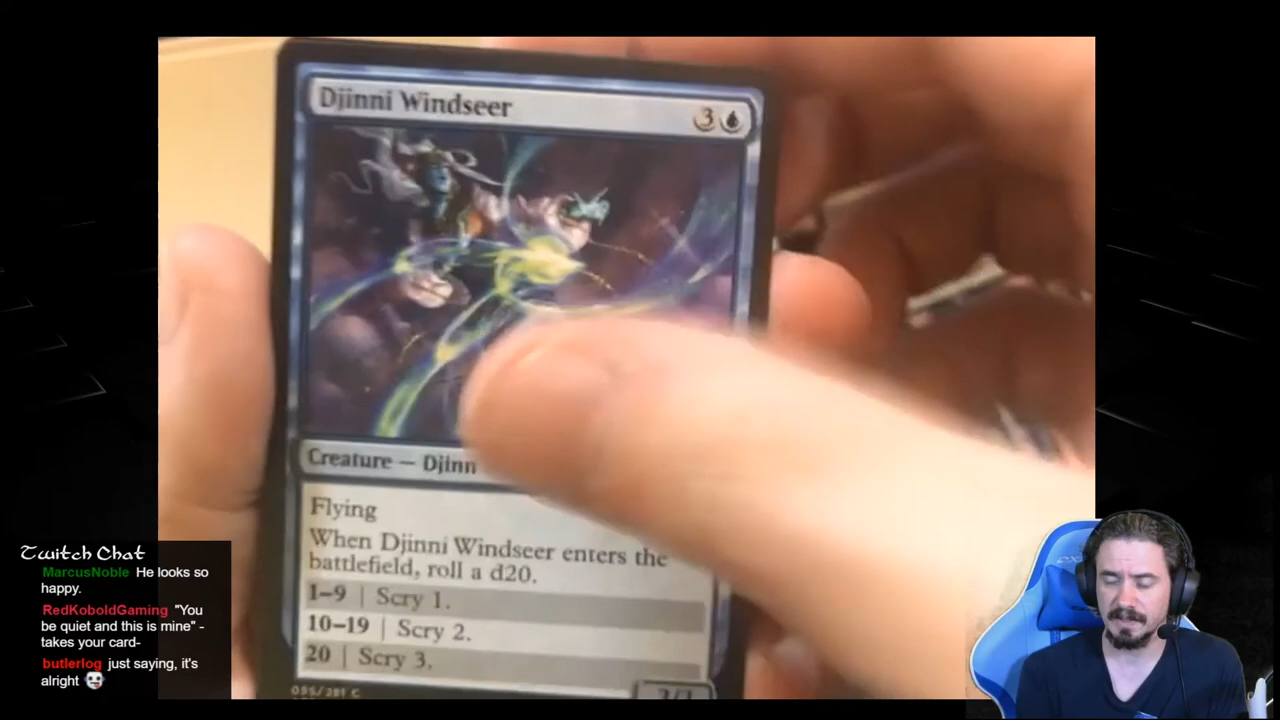 Djinni Windseer
3
Creature — Djinn
Flying
When Djinni Windseer enters the
battlefield, roll a d20.
1–9 | Scry 1.
10–19 | Scry 2.
20 | Scry 3.
Twitch Chat
MarcusNoble He looks so
happy.
RedKoboldGaming "You
be quiet and this is mine" -
takes your card-
butlerlog just saying, it's
alright